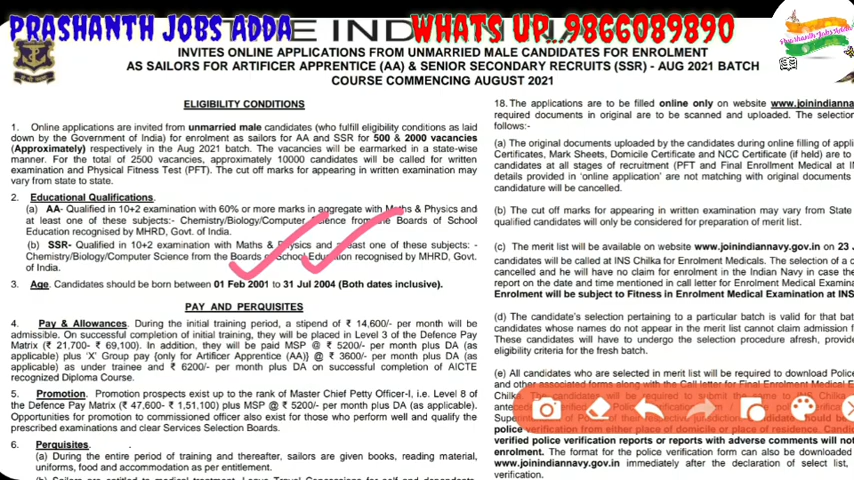 PRASHANTH JOBS ADDA
WHATS UP..9866089890
THE IND
INVITES ONLINE APPLICATIONS FROM UNMARRIED MALE CANDIDATES FOR ENROLMENT
AS SAILORS FOR ARTIFICER APPRENTICE (AA) & SENIOR SECONDARY RECRUITS (SSR) - AUG 2021 BATCH
COURSE COMMENCING AUGUST 2021
ELIGIBILITY CONDITIONS
1. Online applications are invited from unmarried male candidates (who fulfill eligibility conditions as laid
down by the Government of India) for enrolment as sailors for AA and SSR for 500 & 2000 vacancies
(Approximately) respectively in the Aug 2021 batch. The vacancies will be earmarked in a state-wise
manner. For the total of 2500 vacancies, approximately 10000 candidates will be called for written
examination and Physical Fitness Test (PFT). The cut off marks for appearing in written examination may
vary from state to state.
2. Educational Qualifications.
(a) AA- Qualified in 10+2 examination with 60% or more marks in aggregate with Maths & Physics and
at least one of these subjects:- Chemistry/Biology/Computer Science from the Boards of School
Education recognised by MHRD, Govt. of India.
(b) SSR- Qualified in 10+2 examination with Maths & Physics and at least one of these subjects: -
Chemistry/Biology/Computer Science from the Boards of School Education recognised by MHRD, Govt.
of India.
3. Age. Candidates should be born between 01 Feb 2001 to 31 Jul 2004 (Both dates inclusive).
PAY AND PERQUISITES
4. Pay & Allowances. During the initial training period, a stipend of ₹ 14,600/- per month will be
admissible. On successful completion of initial training, they will be placed in Level 3 of the Defence Pay
Matrix (₹ 21,700- ₹ 69,100). In addition, they will be paid MSP @ ₹ 5200/- per month plus DA (as
applicable) plus 'X' Group pay {only for Artificer Apprentice (AA)} @ ₹ 3600/- per month plus DA (as
applicable) as under trainee and ₹ 6200/- per month plus DA on successful completion of AICTE
recognized Diploma Course.
5. Promotion. Promotion prospects exist up to the rank of Master Chief Petty Officer-I, i.e. Level 8 of
the Defence Pay Matrix (₹ 47,600- ₹ 1,51,100) plus MSP @ ₹ 5200/- per month plus DA (as applicable).
Opportunities for promotion to commissioned officer also exist for those who perform well and qualify the
prescribed examinations and clear Services Selection Boards.
6. Perquisites.
(a) During the entire period of training and thereafter, sailors are given books, reading material,
uniforms, food and accommodation as per entitlement.
18. The applications are to be filled online only on website www.joinindiannavy.
required documents in original are to be scanned and uploaded. The selection
follows:-
(a) The original documents uploaded by the candidates during online filling of applic
Certificates, Mark Sheets, Domicile Certificate and NCC Certificate (if held) are to
candidates at all stages of recruitment (PFT and Final Enrolment Medical at IN
details provided in 'online application' are not matching with original documents
candidature will be cancelled.
(b) The cut off marks for appearing in written examination may vary from State
qualified candidates will only be considered for preparation of merit list.
(c) The merit list will be available on website www.joinindiannavy.gov.in on 23 J
candidates will be called at INS Chilka for Enrolment Medicals. The selection of c
cancelled and he will have no claim for enrolment in the Indian Navy in case the
report on the date and time mentioned in call letter for Enrolment Medical Examina
Enrolment will be subject to Fitness in Enrolment Medical Examination at INS
(d) The candidate's selection pertaining to a particular batch is valid for that bat
candidates whose names do not appear in the merit list cannot claim admission f
These candidates will have to undergo the selection procedure afresh, provide
eligibility criteria for the fresh batch.
(e) All candidates who are selected in merit list will be required to download Police
and other
Chilka
verified police verification reports or reports with adverse comments will not
enrolment. The format for the police verification form can also be downloaded
www.joinindiannavy.gov.in immediately after the declaration of select list,
verification.